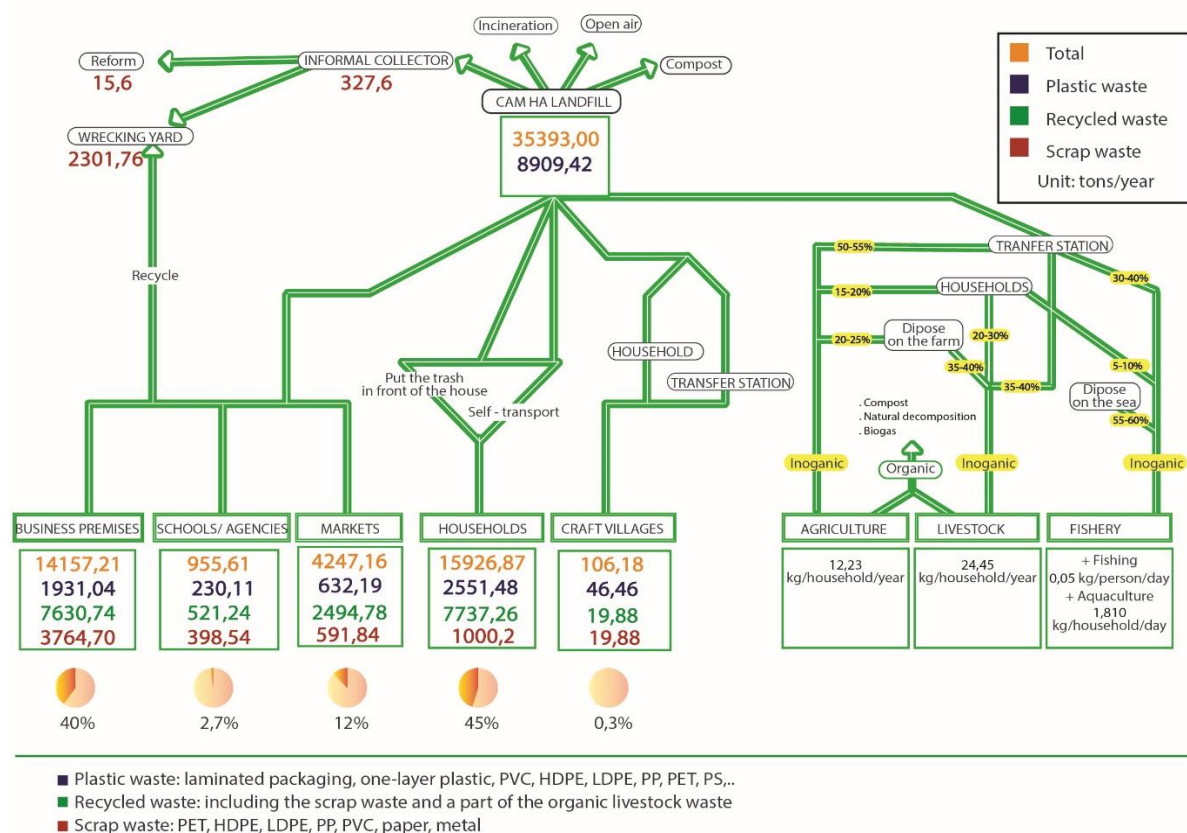 Incineration
Open air
Compost
Reform
15,6
INFORMAL COLLECTOR
327,6
WRECKING YARD
2301,76
CAM HA LANDFILL
35393,00
8909,42
Total
Plastic waste
Recycled waste
Scrap waste
Unit: tons/year
Recycle
Put the trash
in front of the house
Self - transport
HOUSEHOLD
TRANSFER STATION
50-55%
TRANFER STATION
30-40%
15-20%
HOUSEHOLDS
20-25%
Dipose
on the farm
20-30%
35-40%
35-40%
5-10%
Dipose
on the sea
55-60%
. Compost
. Natural decomposition
. Biogas
Inoganic
Organic
Inoganic
Inoganic
BUSINESS PREMISES
14157,21
1931,04
7630,74
3764,70
40%
SCHOOLS/ AGENCIES
955,61
230,11
521,24
398,54
2,7%
MARKETS
4247,16
632,19
2494,78
591,84
12%
HOUSEHOLDS
15926,87
2551,48
7737,26
1000,2
45%
CRAFT VILLAGES
106,18
46,46
19,88
19,88
0,3%
AGRICULTURE
12,23
kg/household/year
LIVESTOCK
24,45
kg/household/year
FISHERY
+ Fishing
0,05 kg/person/day
+ Aquaculture
1,810
kg/household/day
Plastic waste: laminated packaging, one-layer plastic, PVC, HDPE, LDPE, PP, PET, PS,..
Recycled waste: including the scrap waste and a part of the organic livestock waste
Scrap waste: PET, HDPE, LDPE, PP, PVC, paper, metal